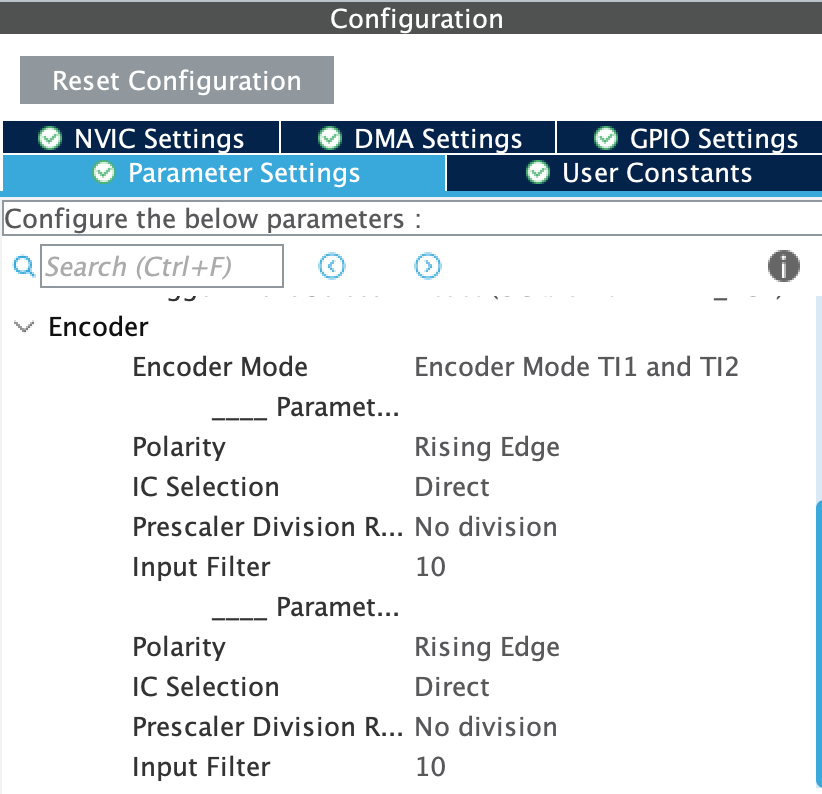 Configuration
Reset Configuration
NVIC Settings DMA Settings GPIO Settings
Parameter Settings User Constants
Configure the below parameters :
Search (Ctrl+F)
Encoder
Encoder Mode Encoder Mode TI1 and TI2
____ Paramet...
Polarity Rising Edge
IC Selection Direct
Prescaler Division R... No division
Input Filter 10
____ Paramet...
Polarity Rising Edge
IC Selection Direct
Prescaler Division R... No division
Input Filter 10